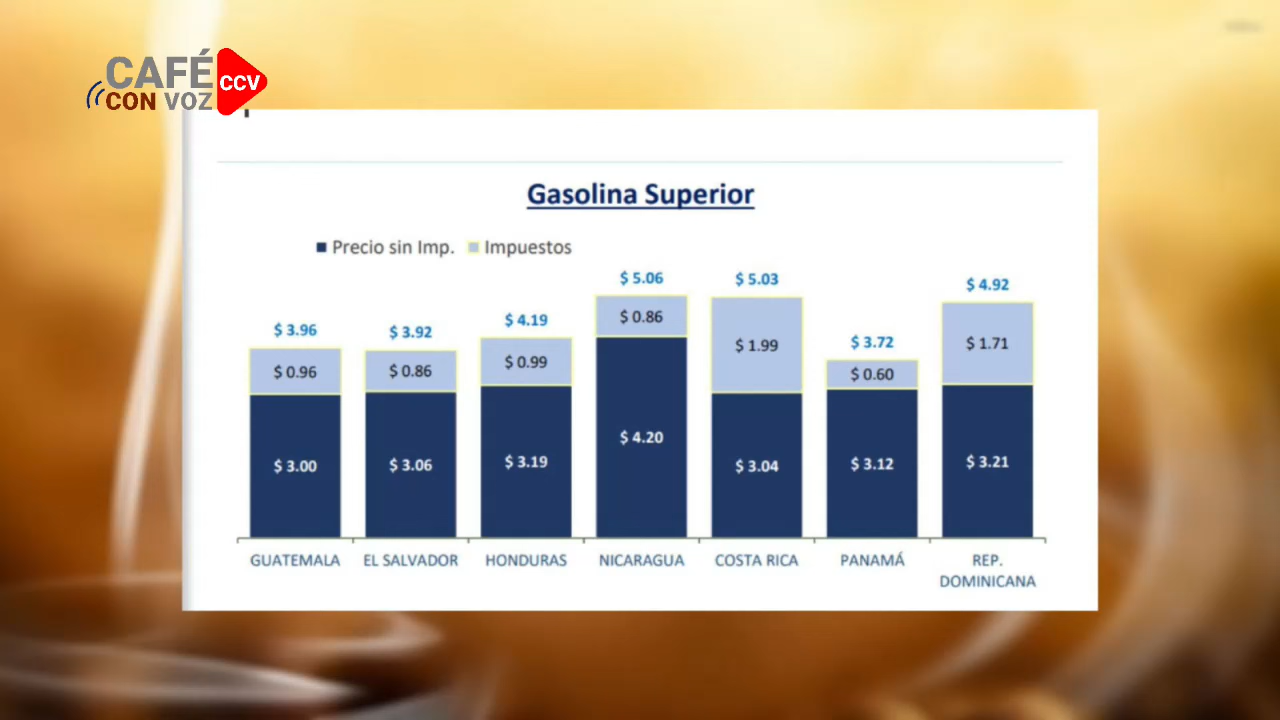 CAFÉ
CON VOZ
CCV
Gasolina Superior
Precio sin Imp. Impuestos
$ 3.96 $ 3.92 $ 4.19 $ 5.06 $ 5.03 $ 3.72 $ 4.92
$ 0.96 $ 0.86 $ 0.99 $ 0.86 $ 1.99 $ 0.60 $ 1.71
$ 3.00 $ 3.06 $ 3.19 $ 4.20 $ 3.04 $ 3.12 $ 3.21
GUATEMALA EL SALVADOR HONDURAS NICARAGUA COSTA RICA PANAMÁ REP.
DOMINICANA